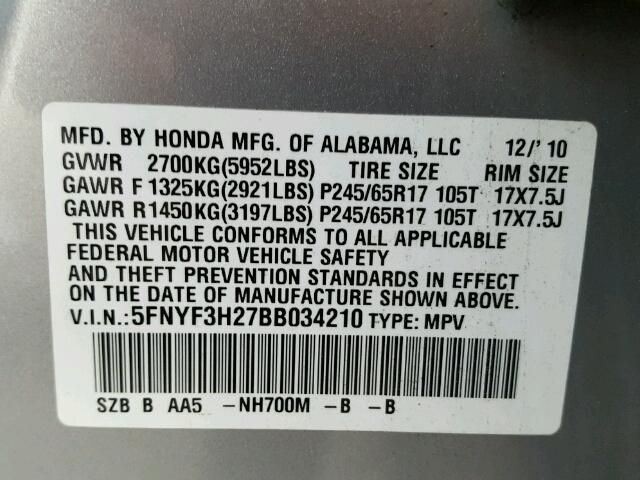 MFD. BY HONDA MFG. OF ALABAMA, LLC 12/'10
GVWR 2700KG(5952LBS) TIRE SIZE RIM SIZE
GAWR F 1325KG(2921LBS) P245/65R17 105T 17X7.5J
GAWR R1450KG(3197LBS) P245/65R17 105T 17X7.5J
THIS VEHICLE CONFORMS TO ALL APPLICABLE
FEDERAL MOTOR VEHICLE SAFETY
AND THEFT PREVENTION STANDARDS IN EFFECT
ON THE DATE OF MANUFACTURE SHOWN ABOVE.
V.I.N.:5FNYF3H27BB034210 TYPE: MPV
SZB B AA5 -NH700M -B -B